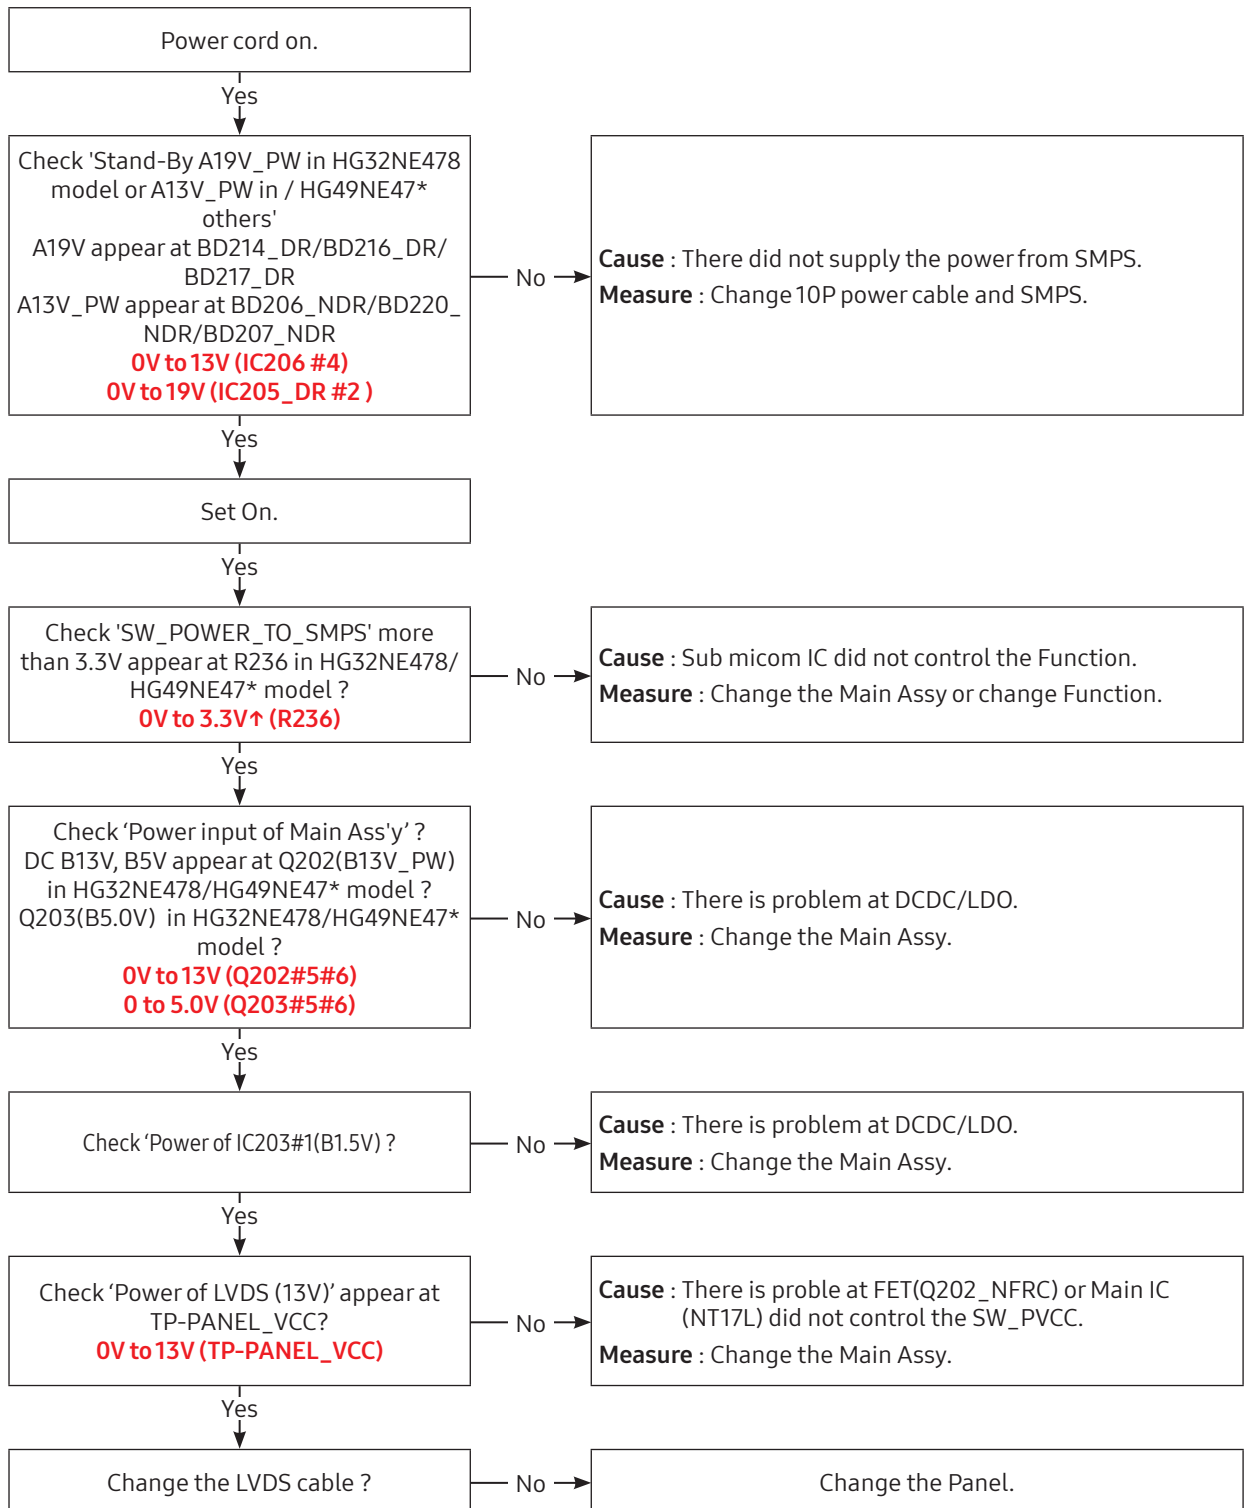 Power cord on.
Yes
Check 'Stand-By A19V_PW in HG32NE478
model or A13V_PW in / HG49NE47*
others'
A19V appear at BD214_DR/BD216_DR/
BD217_DR
A13V_PW appear at BD206_NDR/BD220_
NDR/BD207_NDR
0V to 13V (IC206 #4)
0V to 19V (IC205_DR #2 )
No
Cause : There did not supply the power from SMPS.
Measure : Change 10P power cable and SMPS.
Yes
Set On.
Yes
Check 'SW_POWER_TO_SMPS' more
than 3.3V appear at R236 in HG32NE478/
HG49NE47* model ?
0V to 3.3V↑ (R236)
No
Cause : Sub micom IC did not control the Function.
Measure : Change the Main Assy or change Function.
Yes
Check ‘Power input of Main Ass'y’ ?
DC B13V, B5V appear at Q202(B13V_PW)
in HG32NE478/HG49NE47* model ?
Q203(B5.0V) in HG32NE478/HG49NE47*
model ?
0V to 13V (Q202#5#6)
0 to 5.0V (Q203#5#6)
No
Cause : There is problem at DCDC/LDO.
Measure : Change the Main Assy.
Yes
Check ‘Power of IC203#1(B1.5V) ?
No
Cause : There is problem at DCDC/LDO.
Measure : Change the Main Assy.
Yes
Check ‘Power of LVDS (13V)’ appear at
TP-PANEL_VCC?
0V to 13V (TP-PANEL_VCC)
No
Cause : There is proble at FET(Q202_NFRC) or Main IC
(NT17L) did not control the SW_PVCC.
Measure : Change the Main Assy.
Yes
Change the LVDS cable ?
No
Change the Panel.